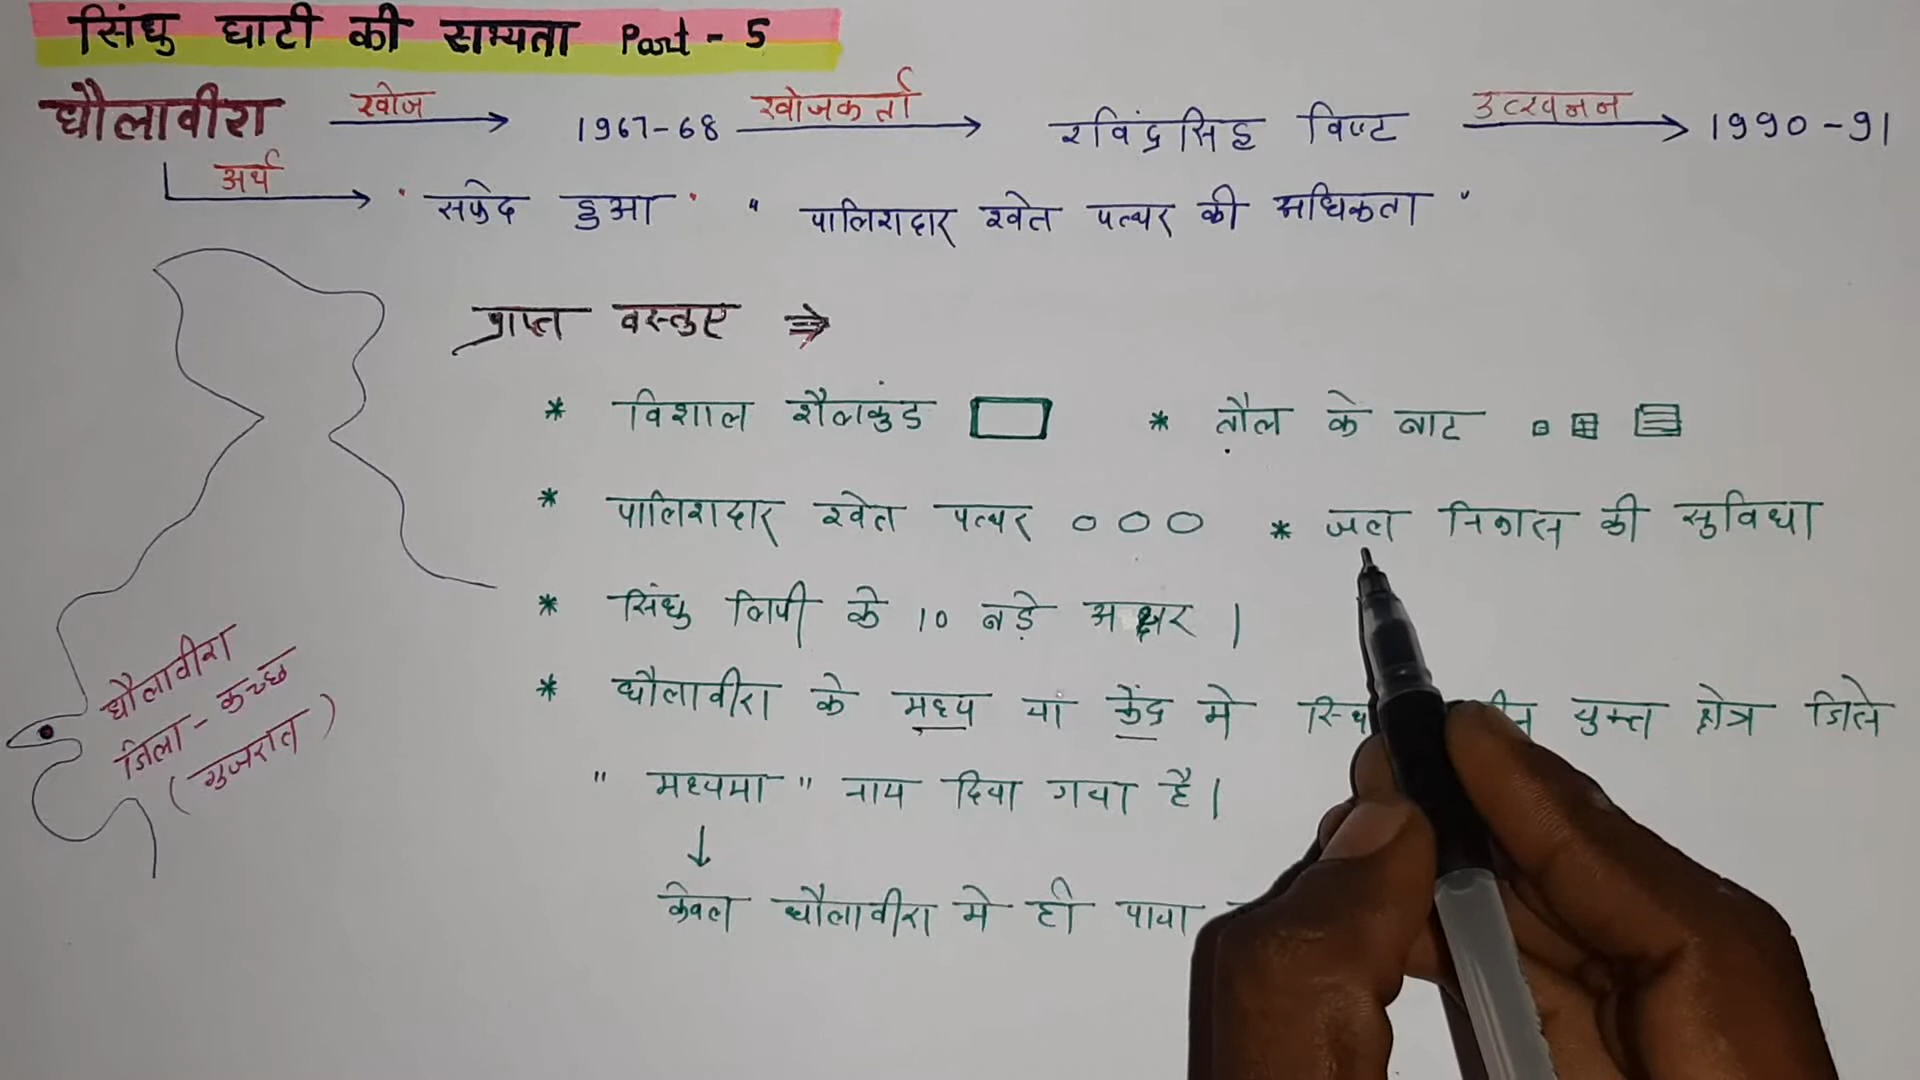 सिंधु घाटी की सभ्यता Part - 5
धौलावीरा खोज 1967-68 खोजकर्ता रविंद्रसिह विष्ट उत्खनन 1990-91
अर्थ ' सफेद हुआ ' " पालिशदार श्वेत पत्थर की अधिकता "
प्राप्त वस्तुए ⇒
* विशाल शैलकुंड * तौल के बाट
* पालिशदार श्वेत पत्थर * जल निकास की सुविधा
* सिंधु लिपी के 10 बड़े अक्षर ।
* धौलावीरा के मध्य या केंद्र मे युक्त क्षेत्र जिले
" मध्यमा " नाम दिया गया है ।
↓
केवल धौलावीरा मे ही पाया
धौलावीरा
जिला - कच्छ
( गुजरात )